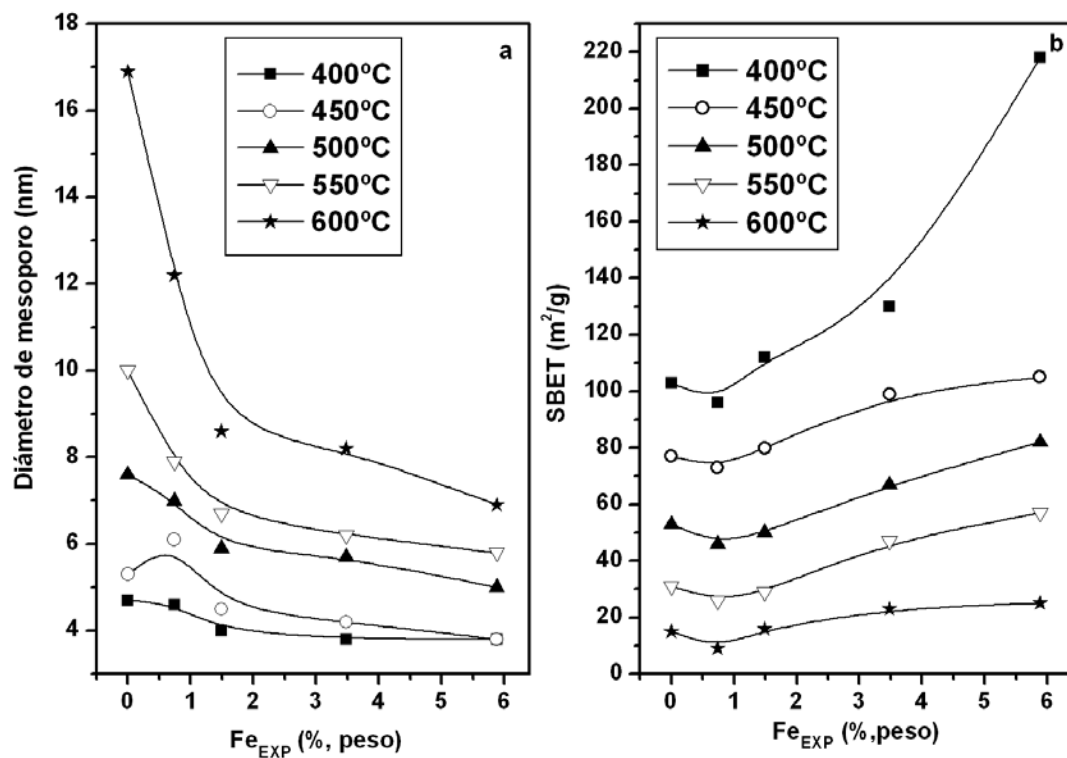 a
400ºC
450ºC
500ºC
550ºC
600ºC
Diámetro de mesoporo (nm)
18
16
14
12
10
8
6
4
0 1 2 3 4 5 6
Fe_EXP (%, peso)
b
400ºC
450ºC
500ºC
550ºC
600ºC
SBET (m²/g)
220
200
180
160
140
120
100
80
60
40
20
0
0 1 2 3 4 5 6
Fe_EXP (%,peso)